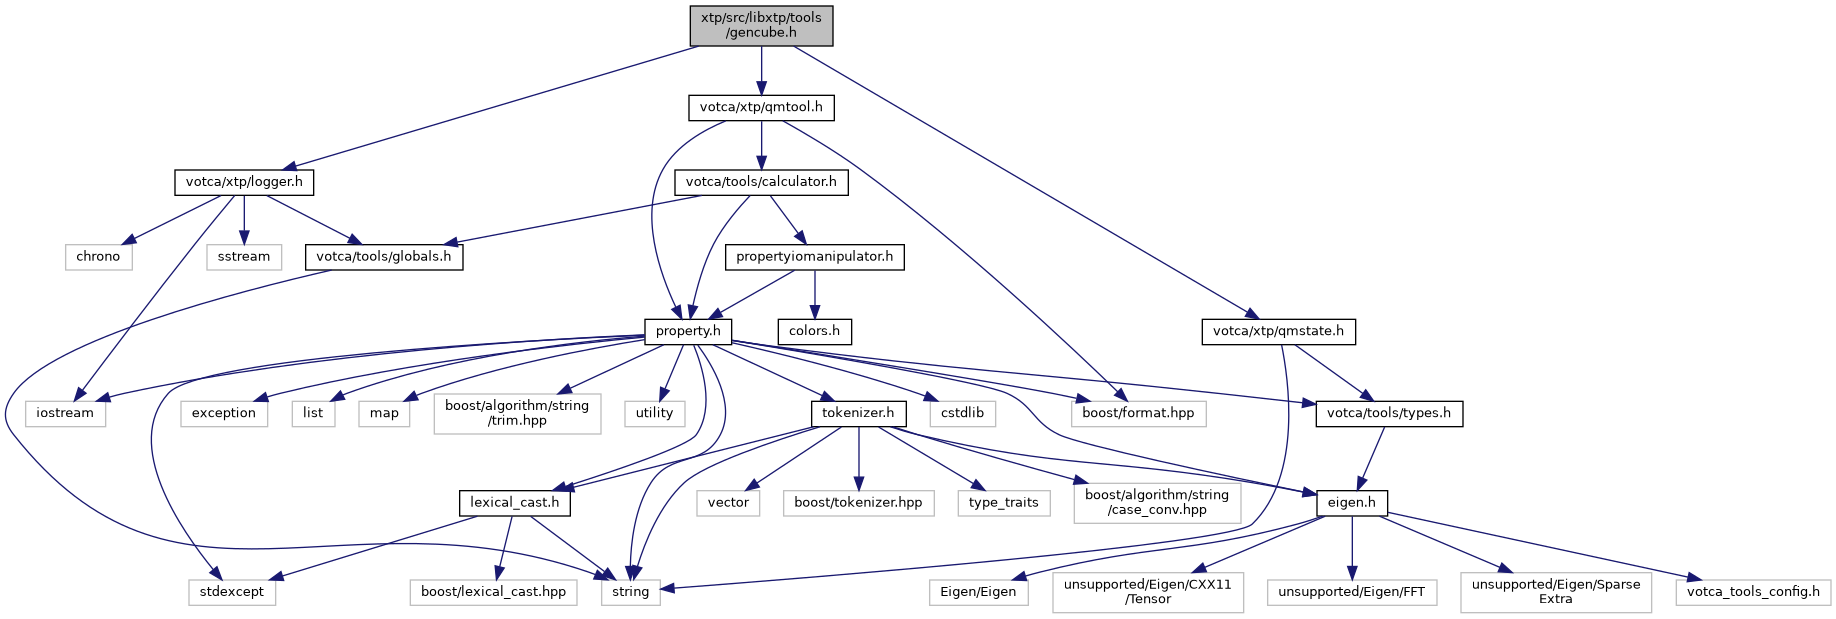 xtp/src/libxtp/tools
/gencube.h
votca/xtp/qmtool.h
votca/xtp/logger.h
votca/tools/calculator.h
chrono
sstream
votca/tools/globals.h
propertyiomanipulator.h
property.h
colors.h
votca/xtp/qmstate.h
iostream
exception
list
map
boost/algorithm/string
/trim.hpp
utility
tokenizer.h
cstdlib
boost/format.hpp
votca/tools/types.h
lexical_cast.h
vector
boost/tokenizer.hpp
type_traits
boost/algorithm/string
/case_conv.hpp
eigen.h
stdexcept
boost/lexical_cast.hpp
string
Eigen/Eigen
unsupported/Eigen/CXX11
/Tensor
unsupported/Eigen/FFT
unsupported/Eigen/Sparse
Extra
votca_tools_config.h